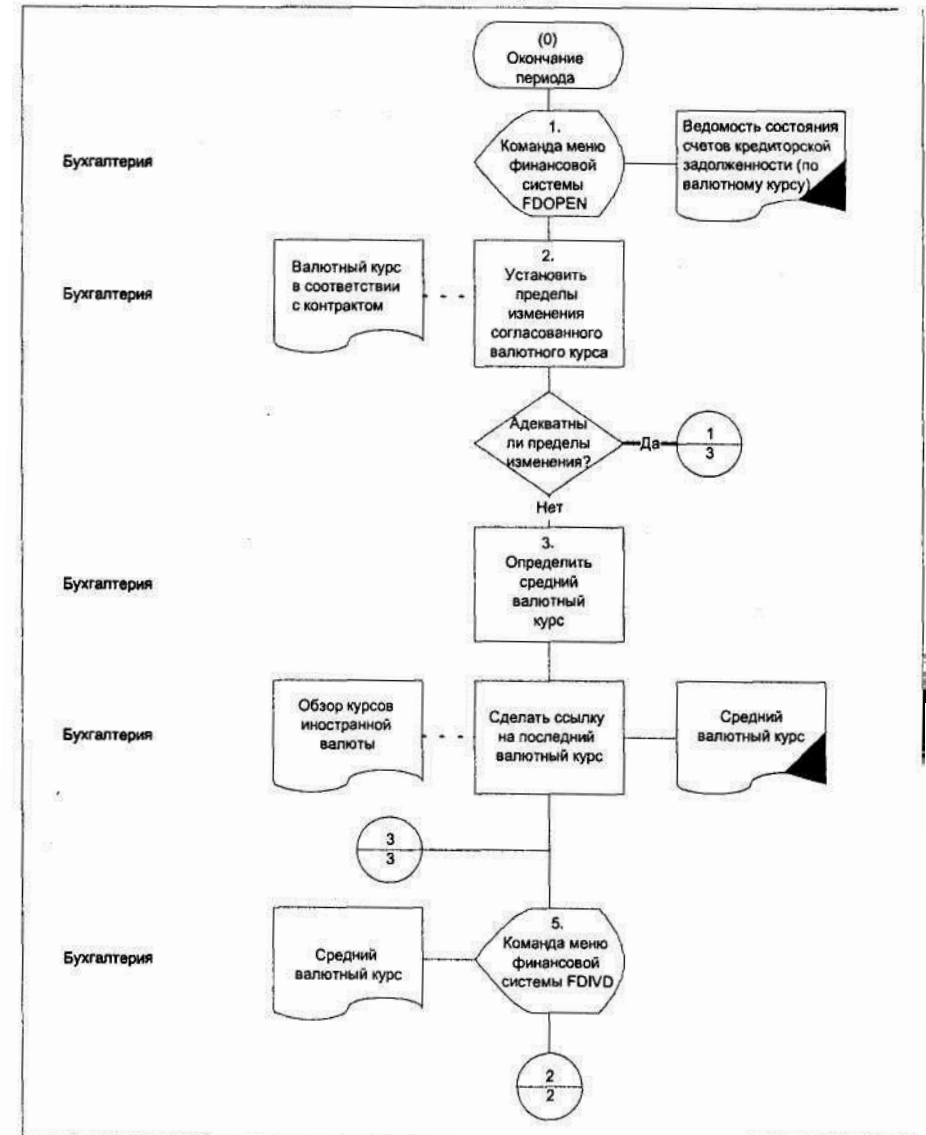 (0)
Окончание
периода
Бухгалтерия
1.
Команда меню
финансовой
системы
FDOPEN
Ведомость состояния
счетов кредиторской
задолженности (по
валютному курсу)
Бухгалтерия
Валютный курс
в соответствии
с контрактом
2.
Установить
пределы
изменения
согласованного
валютного курса
Адекватны
ли пределы
изменения?
Да
1
3
Нет
Бухгалтерия
3.
Определить
средний
валютный
курс
Бухгалтерия
Обзор курсов
иностранной
валюты
Сделать ссылку
на последний
валютный курс
Средний
валютный курс
3
3
Бухгалтерия
Средний
валютный курс
5.
Команда меню
финансовой
системы FDIVD
2
2